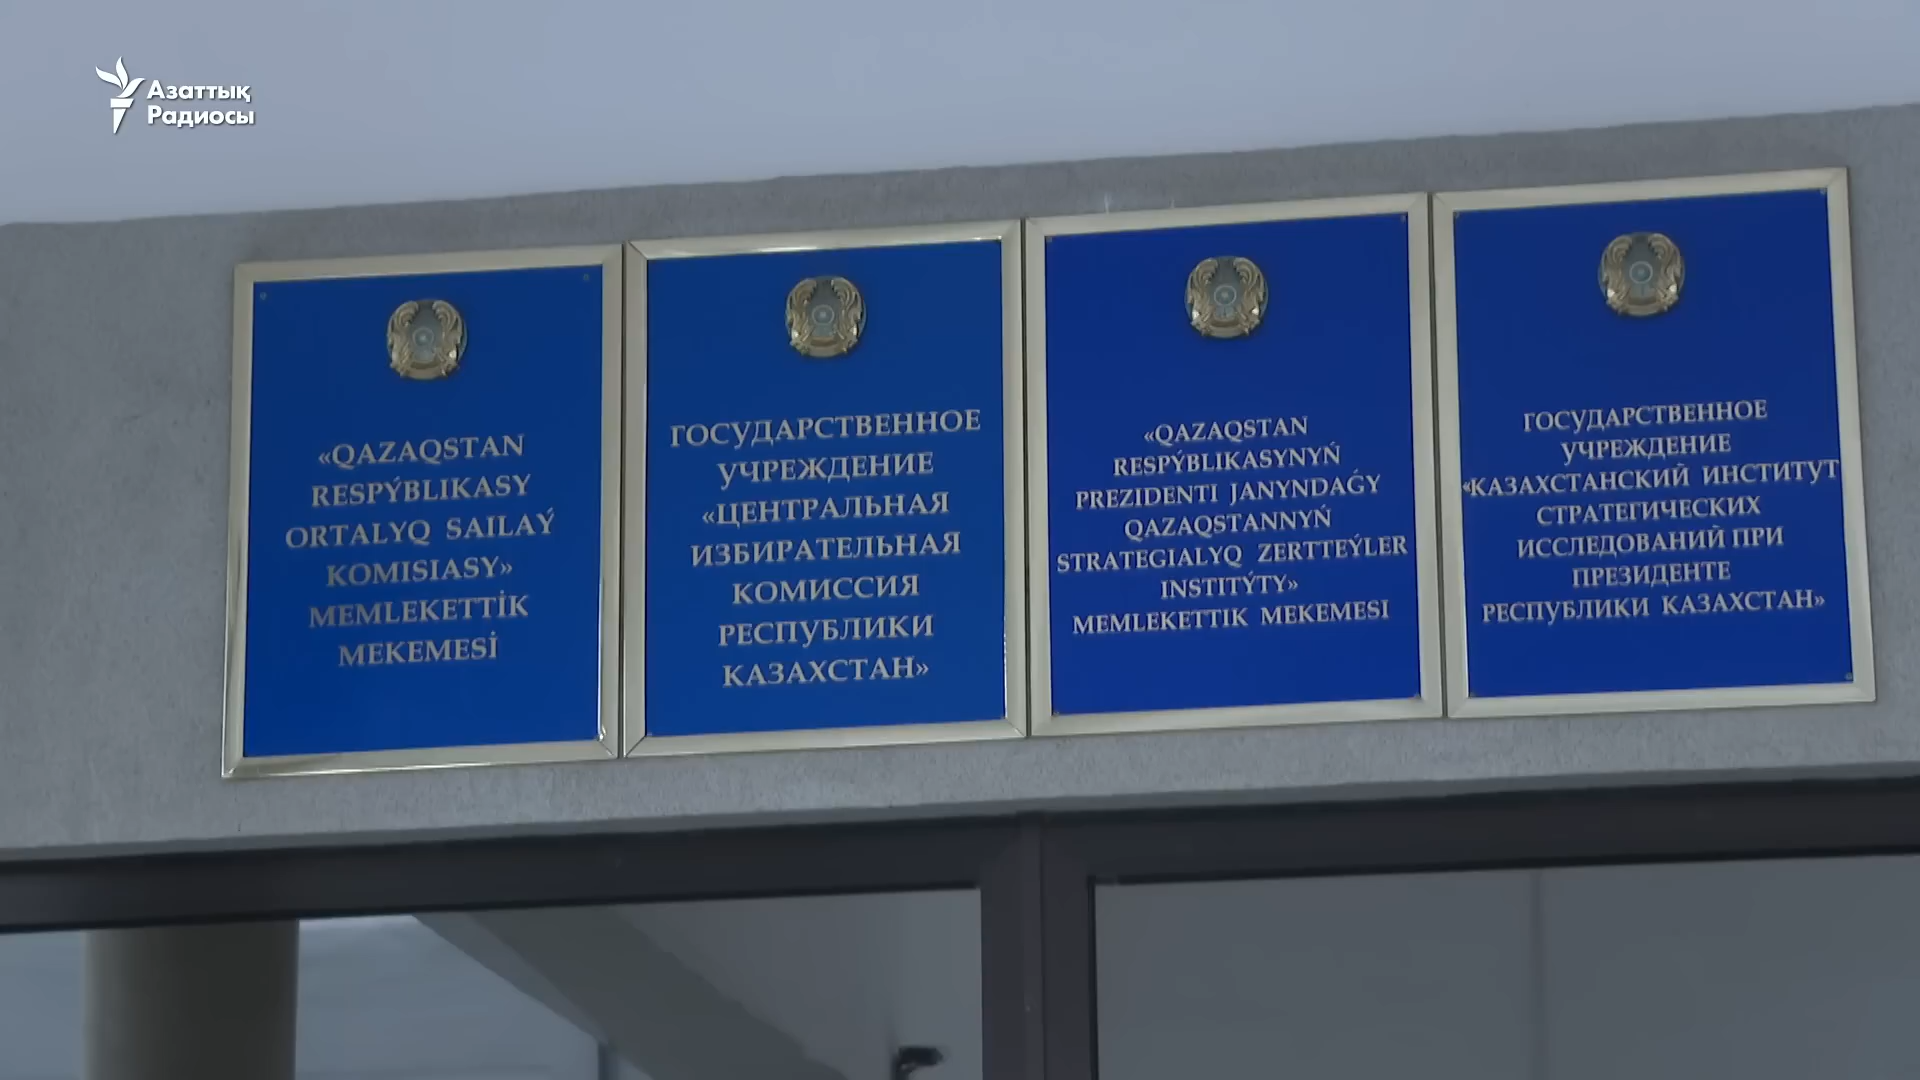 Азаттық
Радиосы
«QAZAQSTAN
RESPÝBLIKASY
ORTALYQ SAILAÝ
KOMISIASY»
MEMLEKETTİK
MEKEMESİ
ГОСУДАРСТВЕННОЕ
УЧРЕЖДЕНИЕ
«ЦЕНТРАЛЬНАЯ
ИЗБИРАТЕЛЬНАЯ
КОМИССИЯ
РЕСПУБЛИКИ
КАЗАХСТАН»
«QAZAQSTAN
RESPÝBLIKASYNYŃ
PREZIDENTI JANYNDAǴY
QAZAQSTANNYŃ
STRATEGIALYQ ZERTTEÝLER
INSTITÝTY»
MEMLEKETTIK MEKEMESI
ГОСУДАРСТВЕННОЕ
УЧРЕЖДЕНИЕ
«КАЗАХСТАНСКИЙ ИНСТИТУТ
СТРАТЕГИЧЕСКИХ
ИССЛЕДОВАНИЙ ПРИ
ПРЕЗИДЕНТЕ
РЕСПУБЛИКИ КАЗАХСТАН»